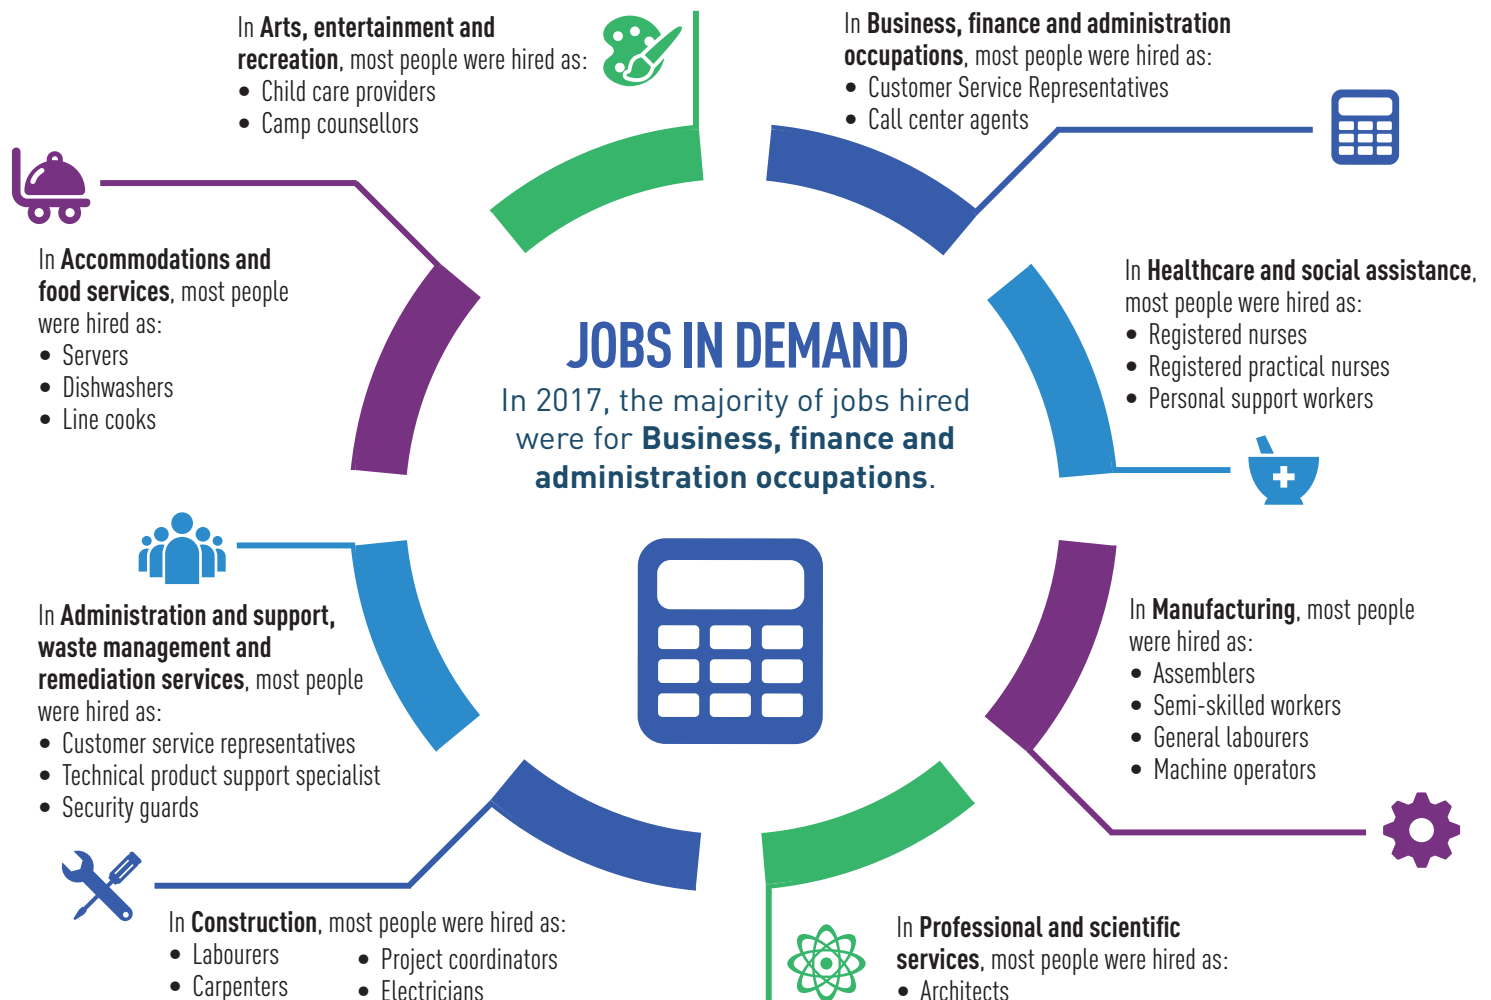 In Arts, entertainment and
recreation, most people were hired as:
• Child care providers
• Camp counsellors
In Business, finance and administration
occupations, most people were hired as:
• Customer Service Representatives
• Call center agents
In Accommodations and
food services, most people
were hired as:
• Servers
• Dishwashers
• Line cooks
In Healthcare and social assistance,
most people were hired as:
• Registered nurses
• Registered practical nurses
• Personal support workers
JOBS IN DEMAND
In 2017, the majority of jobs hired
were for Business, finance and
administration occupations.
In Administration and support,
waste management and
remediation services, most people
were hired as:
• Customer service representatives
• Technical product support specialist
• Security guards
In Manufacturing, most people
were hired as:
• Assemblers
• Semi-skilled workers
• General labourers
• Machine operators
In Construction, most people were hired as:
• Labourers
• Carpenters
• Project coordinators
• Electricians
In Professional and scientific
services, most people were hired as:
• Architects